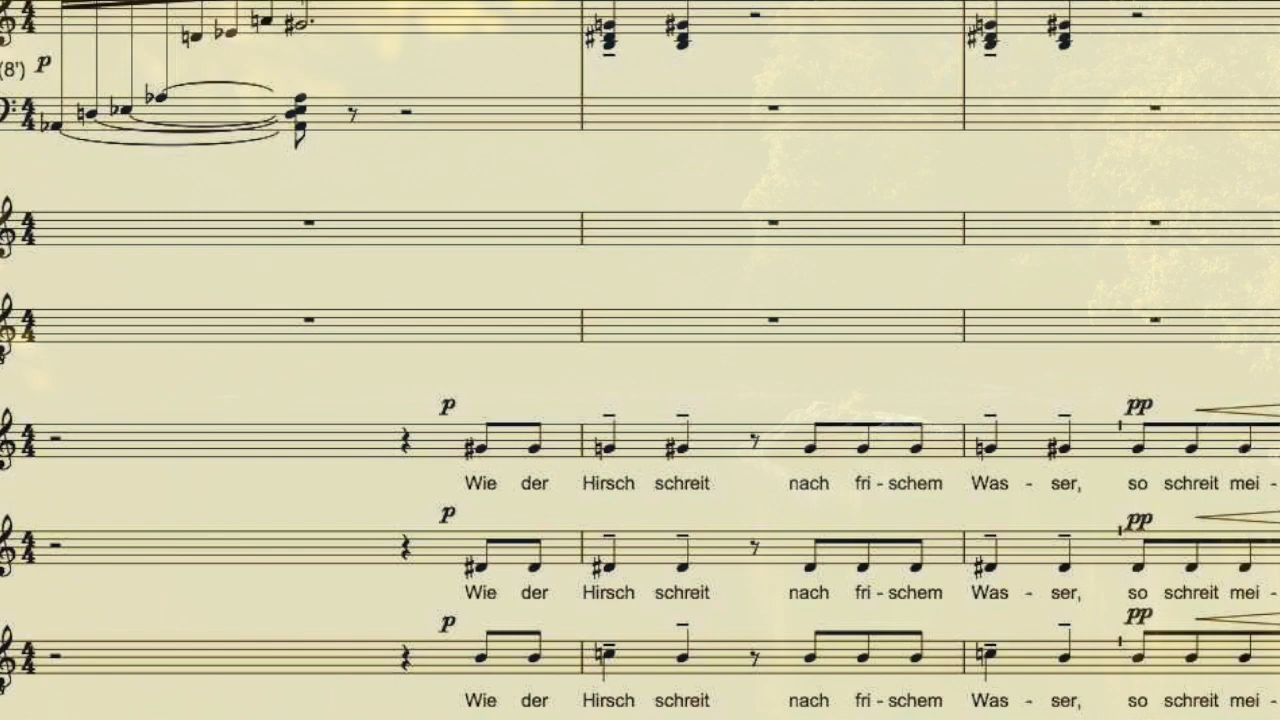 p
(8')
p
pp
Wie der Hirsch schreit nach fri - schem Was - ser, so schreit mei -
p
pp
Wie der Hirsch schreit nach fri - schem Was - ser, so schreit mei -
p
pp
Wie der Hirsch schreit nach fri - schem Was - ser, so schreit mei -